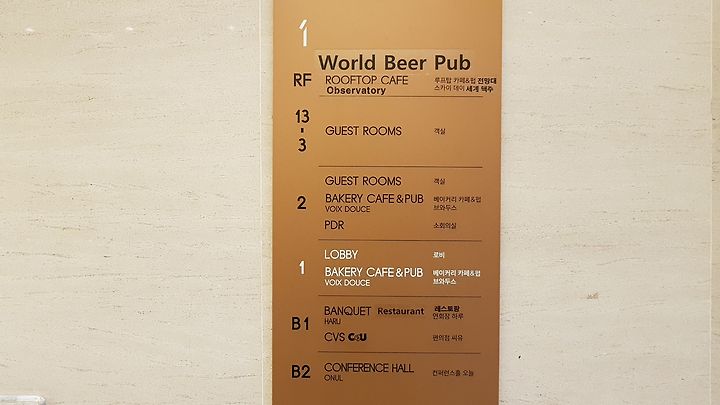 1
World Beer Pub
RF ROOFTOP CAFE 루프탑 카페&펍 전망대
Observatory 스카이 데이 세계 맥주
13
-
3
GUEST ROOMS 객실
GUEST ROOMS 객실
2 BAKERY CAFE & PUB 베이커리 카페&펍
VOIX DOUCE 브와두스
PDR 소회의실
LOBBY 로비
1 BAKERY CAFE & PUB 베이커리 카페&펍
VOIX DOUCE 브와두스
B1 BANQUET Restaurant 레스토랑
HARU 연회장 하루
CVS CU 편의점 씨유
B2 CONFERENCE HALL 컨퍼런스홀 오늘
ONUL